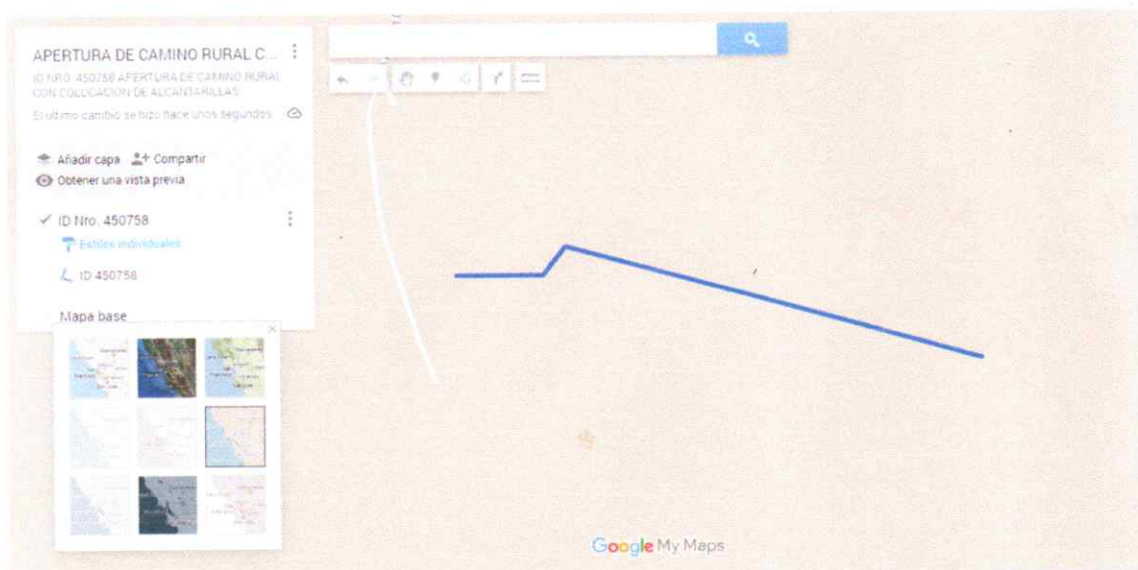 APERTURA DE CAMINO RURAL C...
ID NRO. 450758 APERTURA DE CAMINO RURAL
CON COLOCACION DE ALCANTARILLAS.
El último cambio se hizo hace unos segundos.
Añadir capa Compartir
Obtener una vista previa
ID Nro. 450758
Estilos individuales
ID 450758
Mapa base
Google My Maps